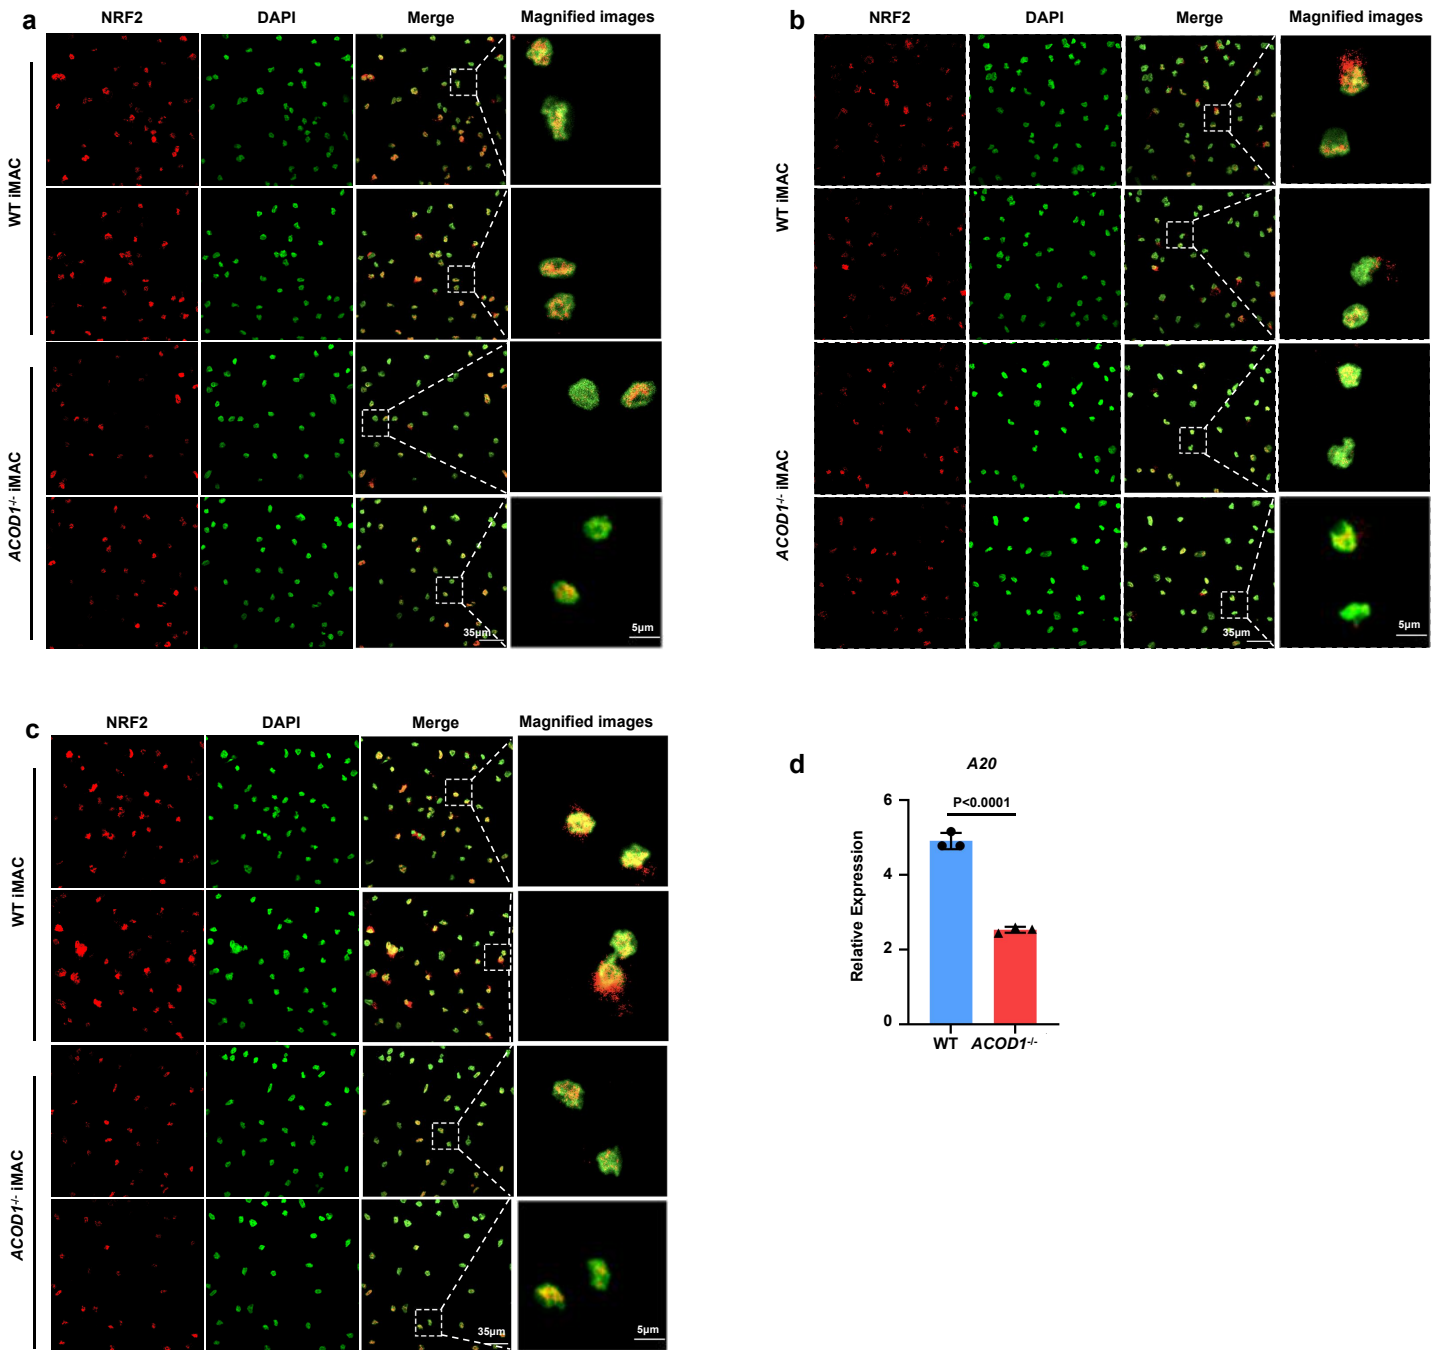 a
NRF2 DAPI Merge Magnified images
WT iMAC
ACOD1-/- iMAC
35μm
5μm
b
NRF2 DAPI Merge Magnified images
WT iMAC
ACOD1-/- iMAC
35μm
5μm
c
NRF2 DAPI Merge Magnified images
WT iMAC
ACOD1-/- iMAC
35μm
5μm
d
A20
P<0.0001
Relative Expression
6
4
2
0
WT ACOD1-/-